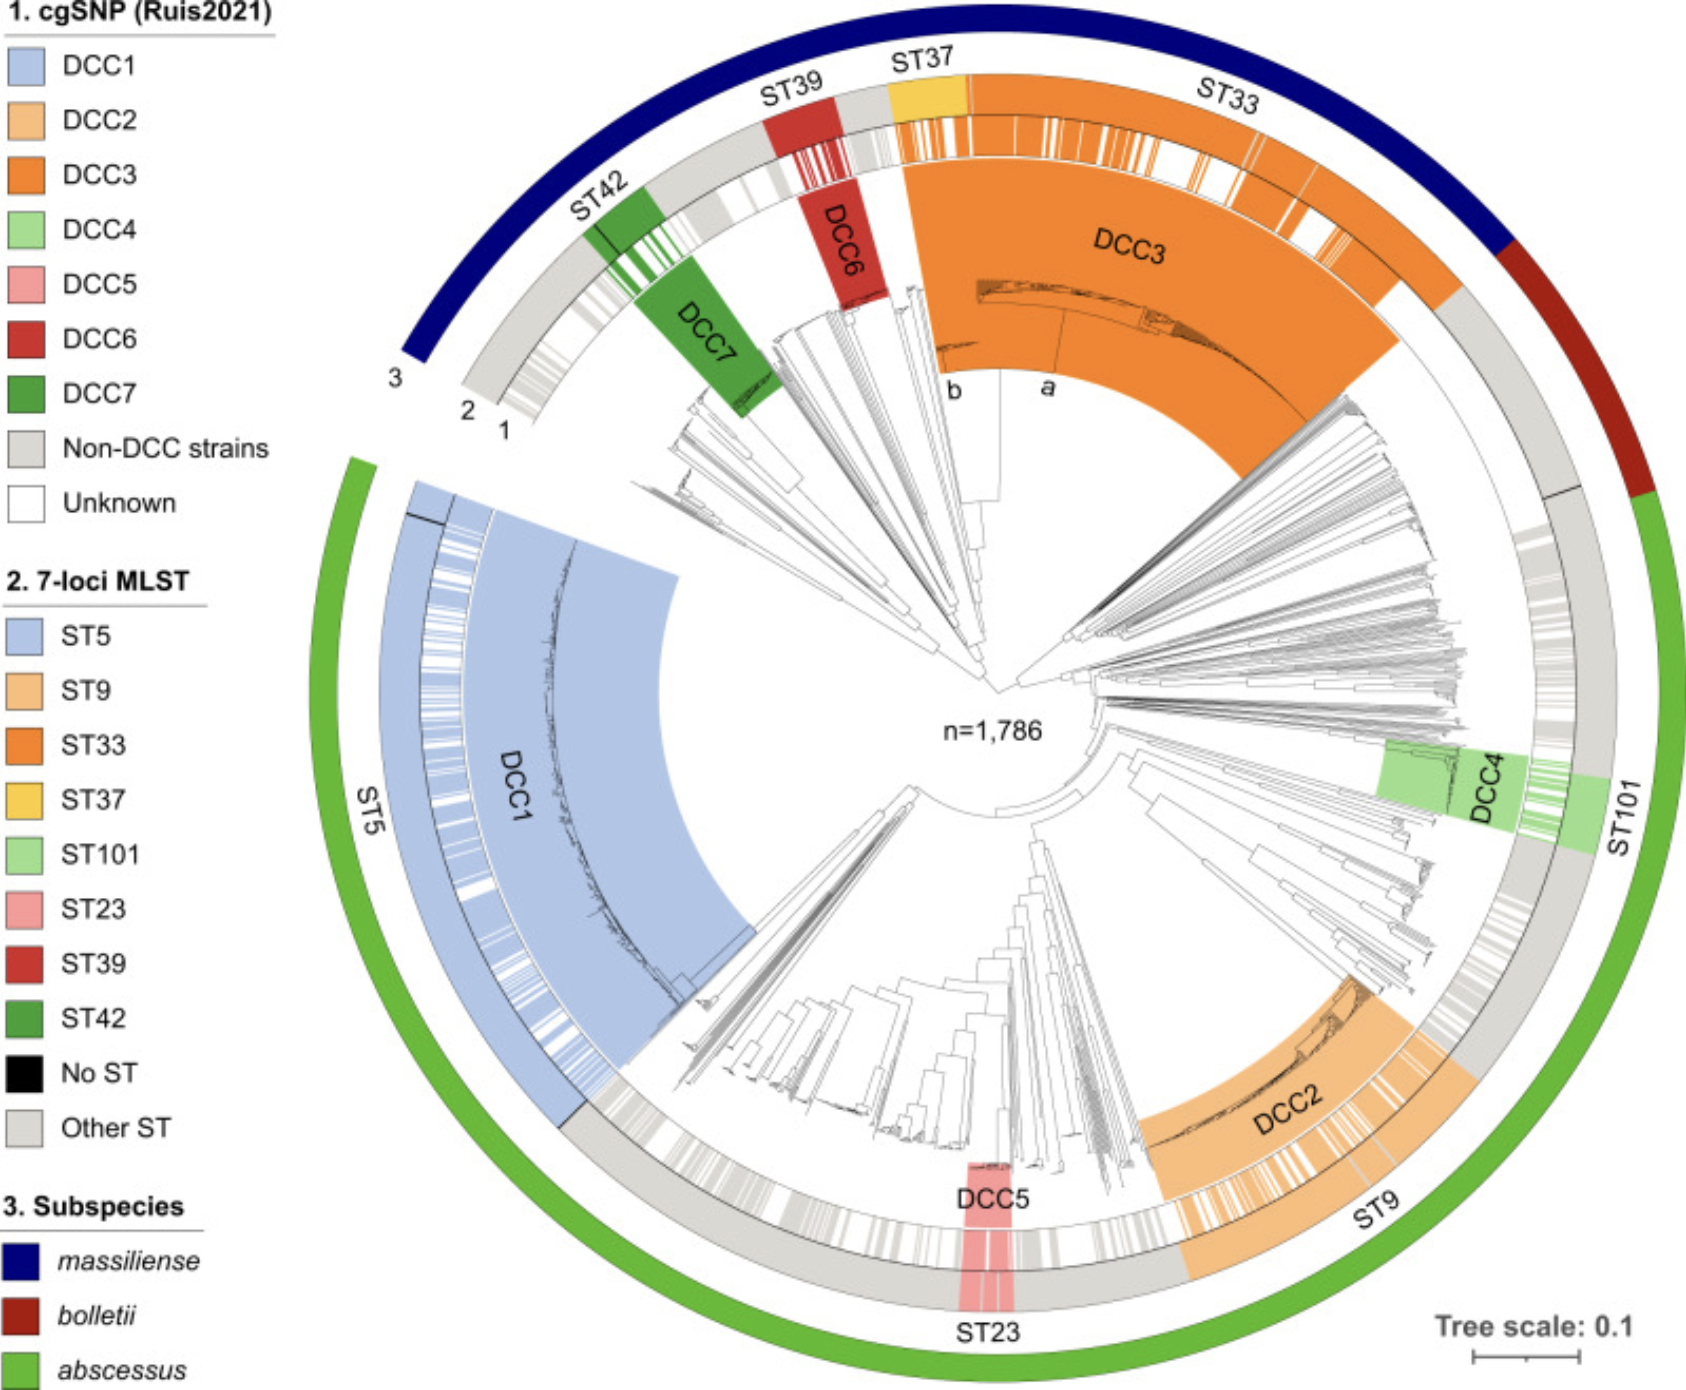 1. cgSNP (Ruis2021)
DCC1
DCC2
DCC3
DCC4
DCC5
DCC6
DCC7
Non-DCC strains
Unknown
2. 7-loci MLST
ST5
ST9
ST33
ST37
ST101
ST23
ST39
ST42
No ST
Other ST
3. Subspecies
massiliense
bolletii
abscessus
ST37
ST39
ST33
ST42
DCC6
DCC3
DCC7
3
2
1
b
a
n=1,786
DCC1
ST5
DCC4
ST101
DCC2
DCC5
ST9
ST23
Tree scale: 0.1